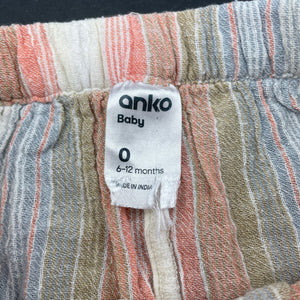 anko
Baby
0
6-12 months
MADE IN INDIA